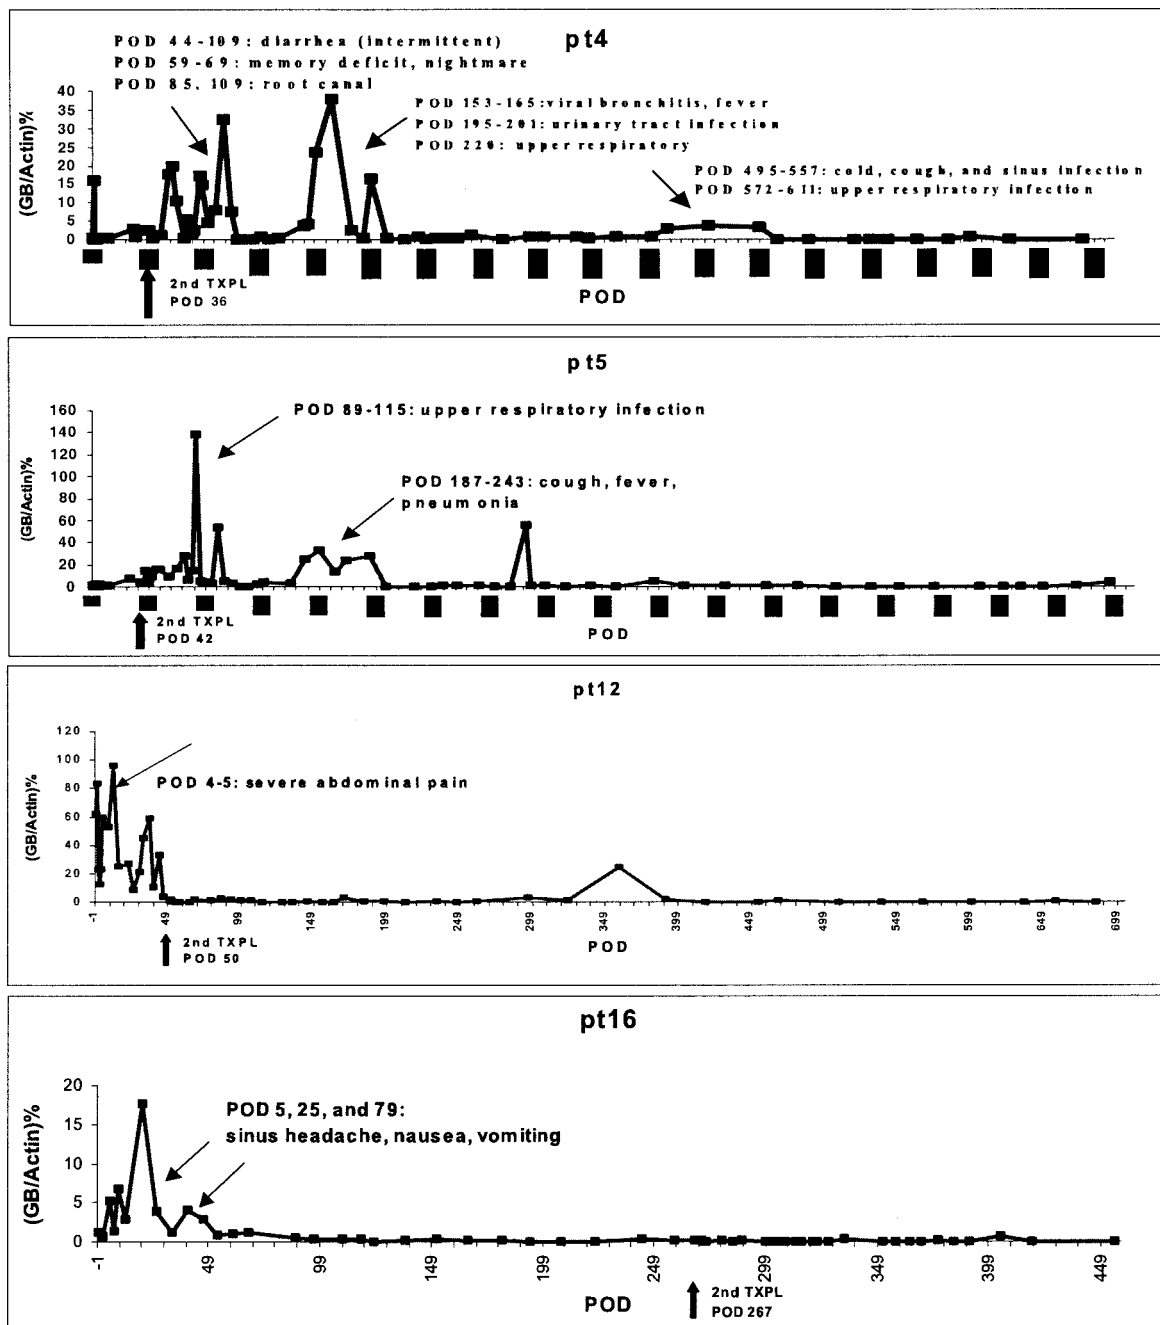 pt4
POD 44-109: diarrhea (intermittent)
POD 59-69: memory deficit, nightmare
POD 85, 109: root canal
POD 153-165:viral bronchitis, fever
POD 195-201: urinary tract infection
POD 220: upper respiratory
POD 495-557: cold, cough, and sinus infection
POD 572-611: upper respiratory infection
(GB/Actin)%
40
35
30
25
20
15
10
5
0
2nd TXPL
POD 36
POD
pt5
POD 89-115: upper respiratory infection
POD 187-243: cough, fever,
pneumonia
(GB/Actin)%
160
140
120
100
80
60
40
20
0
2nd TXPL
POD 42
POD
pt12
POD 4-5: severe abdominal pain
(GB/Actin)%
120
100
80
60
40
20
0
-1 49 99 149 199 249 299 349 399 449 499 549 599 649 699
2nd TXPL
POD 50
POD
pt16
POD 5, 25, and 79:
sinus headache, nausea, vomiting
(GB/Actin)%
20
15
10
5
0
-1 49 99 149 199 249 299 349 399 449
POD
2nd TXPL
POD 267